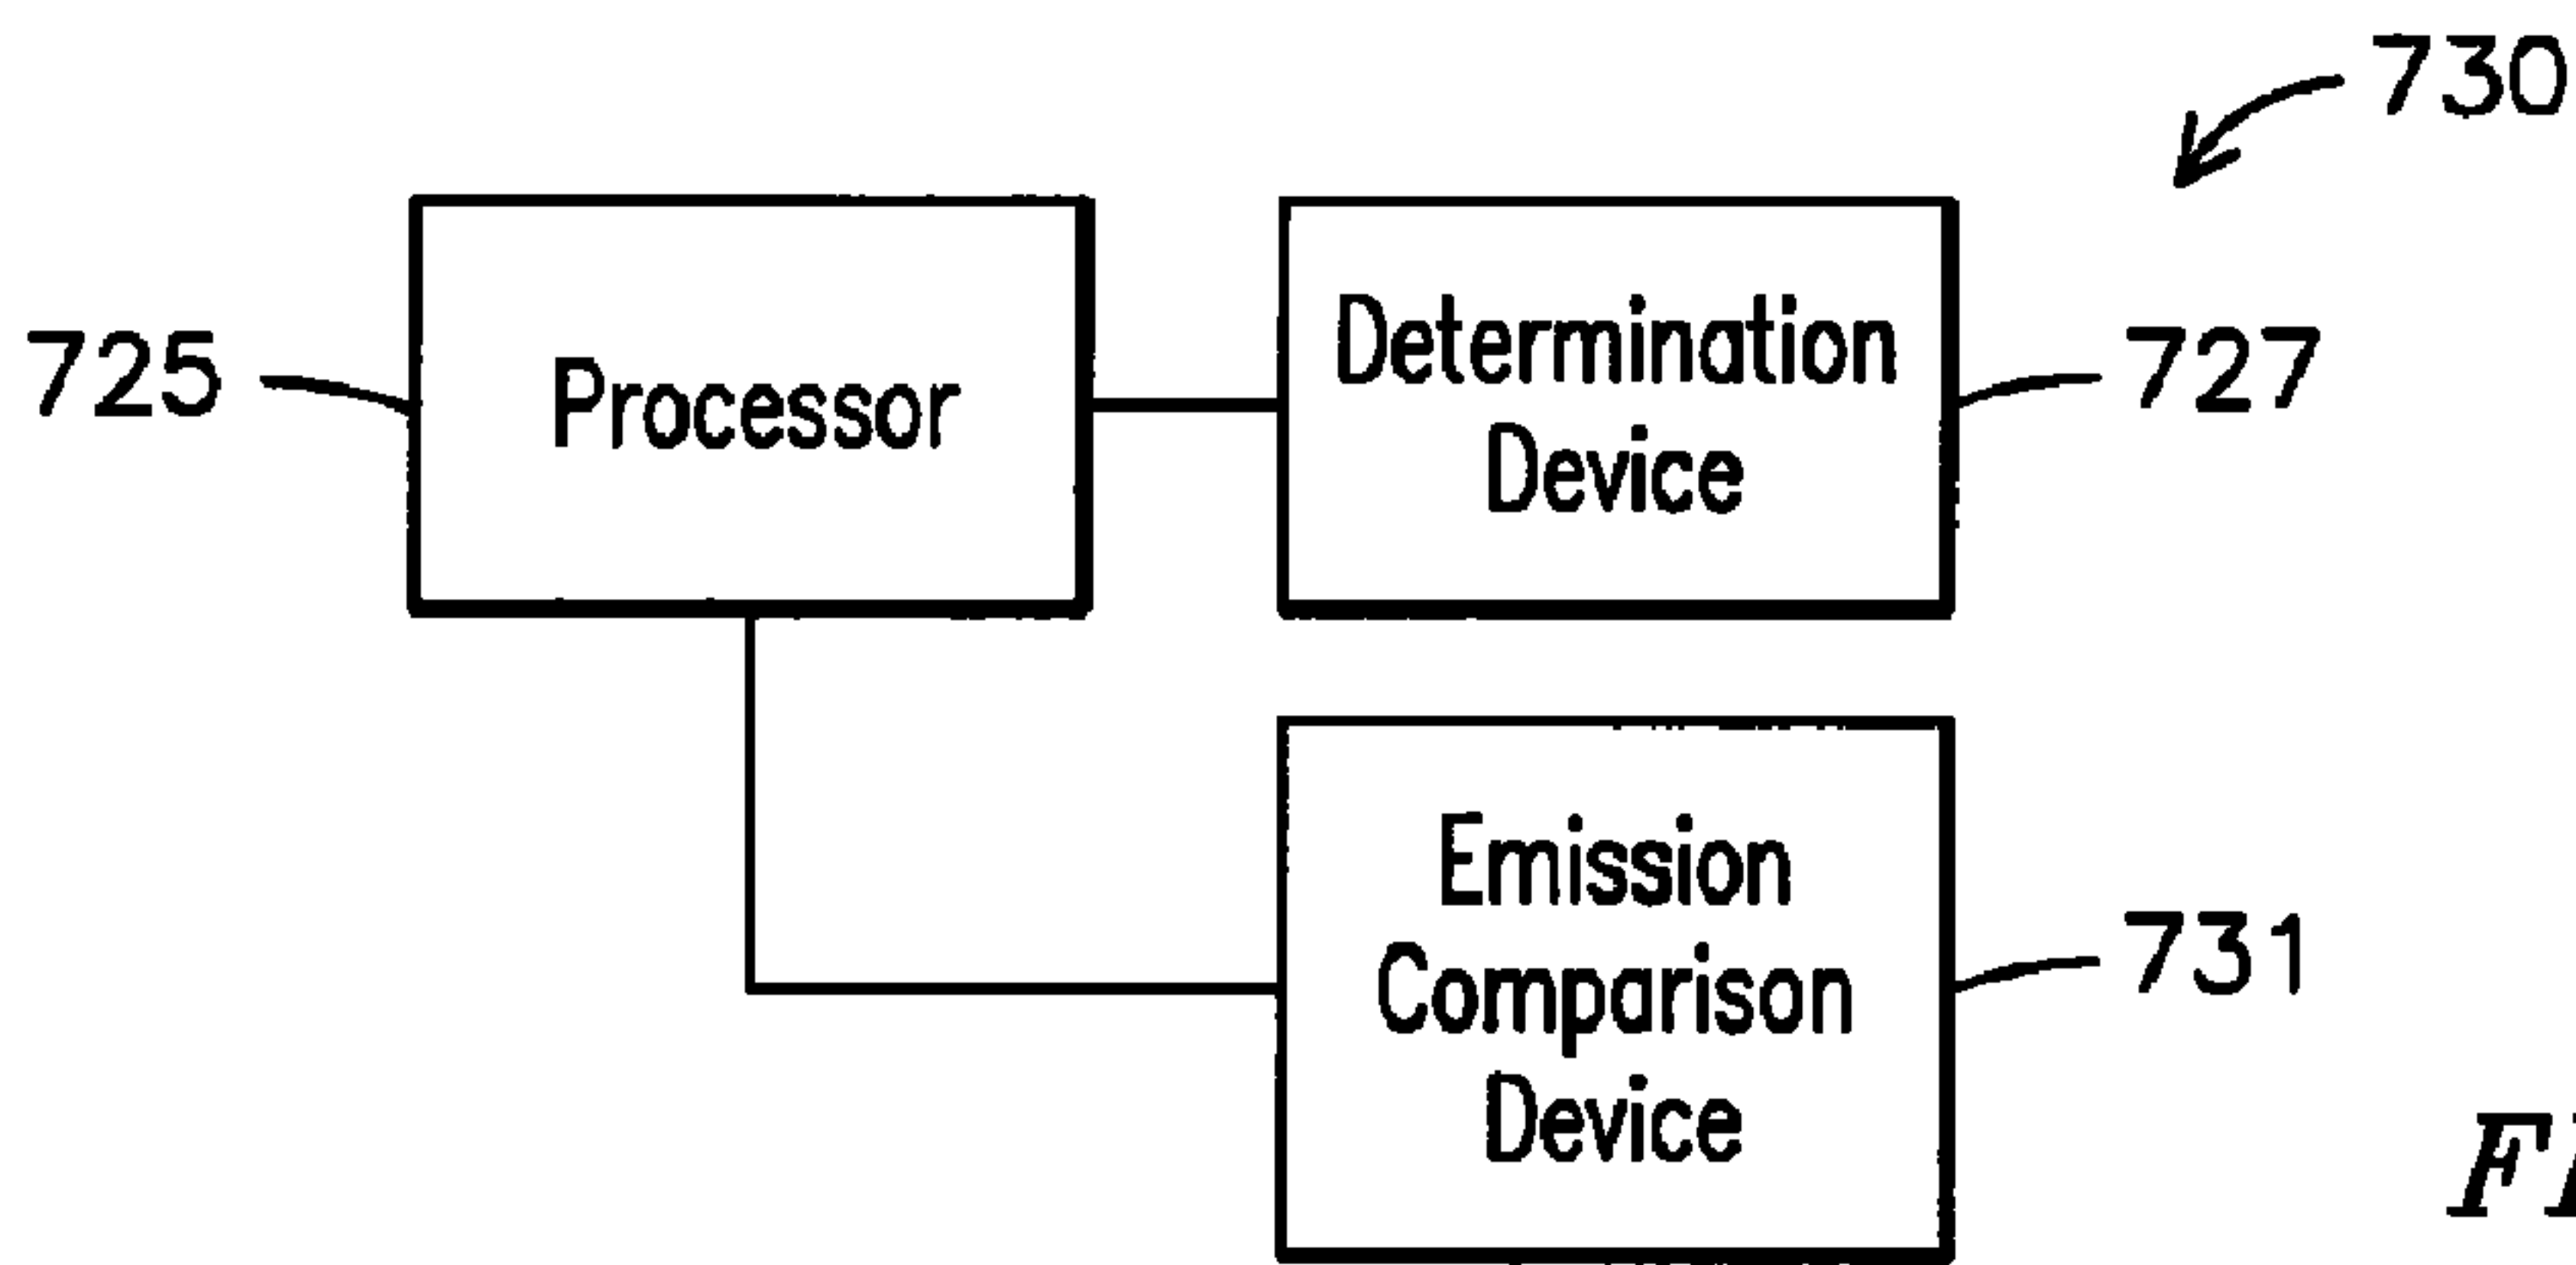 730
725
Processor
Determination
Device
727
Emission
Comparison
Device
731